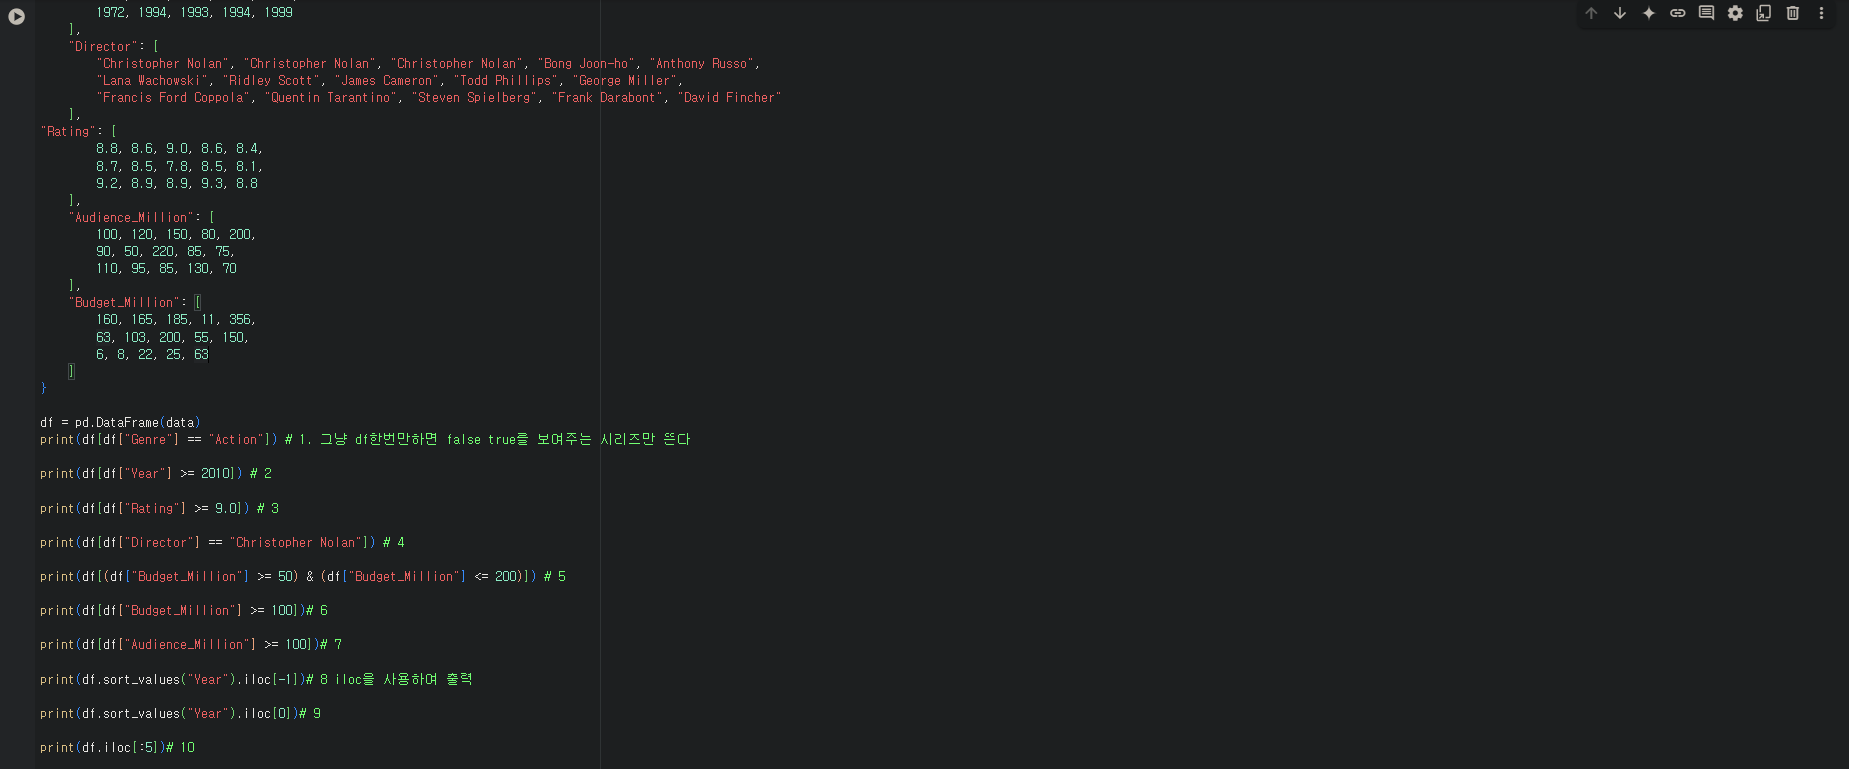 1972, 1994, 1993, 1994, 1999
],
"Director": [
"Christopher Nolan", "Christopher Nolan", "Christopher Nolan", "Bong Joon-ho", "Anthony Russo",
"Lana Wachowski", "Ridley Scott", "James Cameron", "Todd Phillips", "George Miller",
"Francis Ford Coppola", "Quentin Tarantino", "Steven Spielberg", "Frank Darabont", "David Fincher"
],
"Rating": [
8.8, 8.6, 9.0, 8.6, 8.4,
8.7, 8.5, 7.8, 8.5, 8.1,
9.2, 8.9, 8.9, 9.3, 8.8
],
"Audience_Million": [
100, 120, 150, 80, 200,
90, 50, 220, 85, 75,
110, 95, 85, 130, 70
],
"Budget_Million": [
160, 165, 185, 11, 356,
63, 103, 200, 55, 150,
6, 8, 22, 25, 63
]
}
df = pd.DataFrame(data)
print(df[df["Genre"] == "Action"]) # 1. 그냥 df한번만하면 false true를 보여주는 시리즈만 뜬다
print(df[df["Year"] >= 2010]) # 2
print(df[df["Rating"] >= 9.0]) # 3
print(df[df["Director"] == "Christopher Nolan"]) # 4
print(df[(df["Budget_Million"] >= 50) & (df["Budget_Million"] <= 200)]) # 5
print(df[df["Budget_Million"] >= 100])# 6
print(df[df["Audience_Million"] >= 100])# 7
print(df.sort_values("Year").iloc[-1])# 8 iloc을 사용하여 출력
print(df.sort_values("Year").iloc[0])# 9
print(df.iloc[:5])# 10